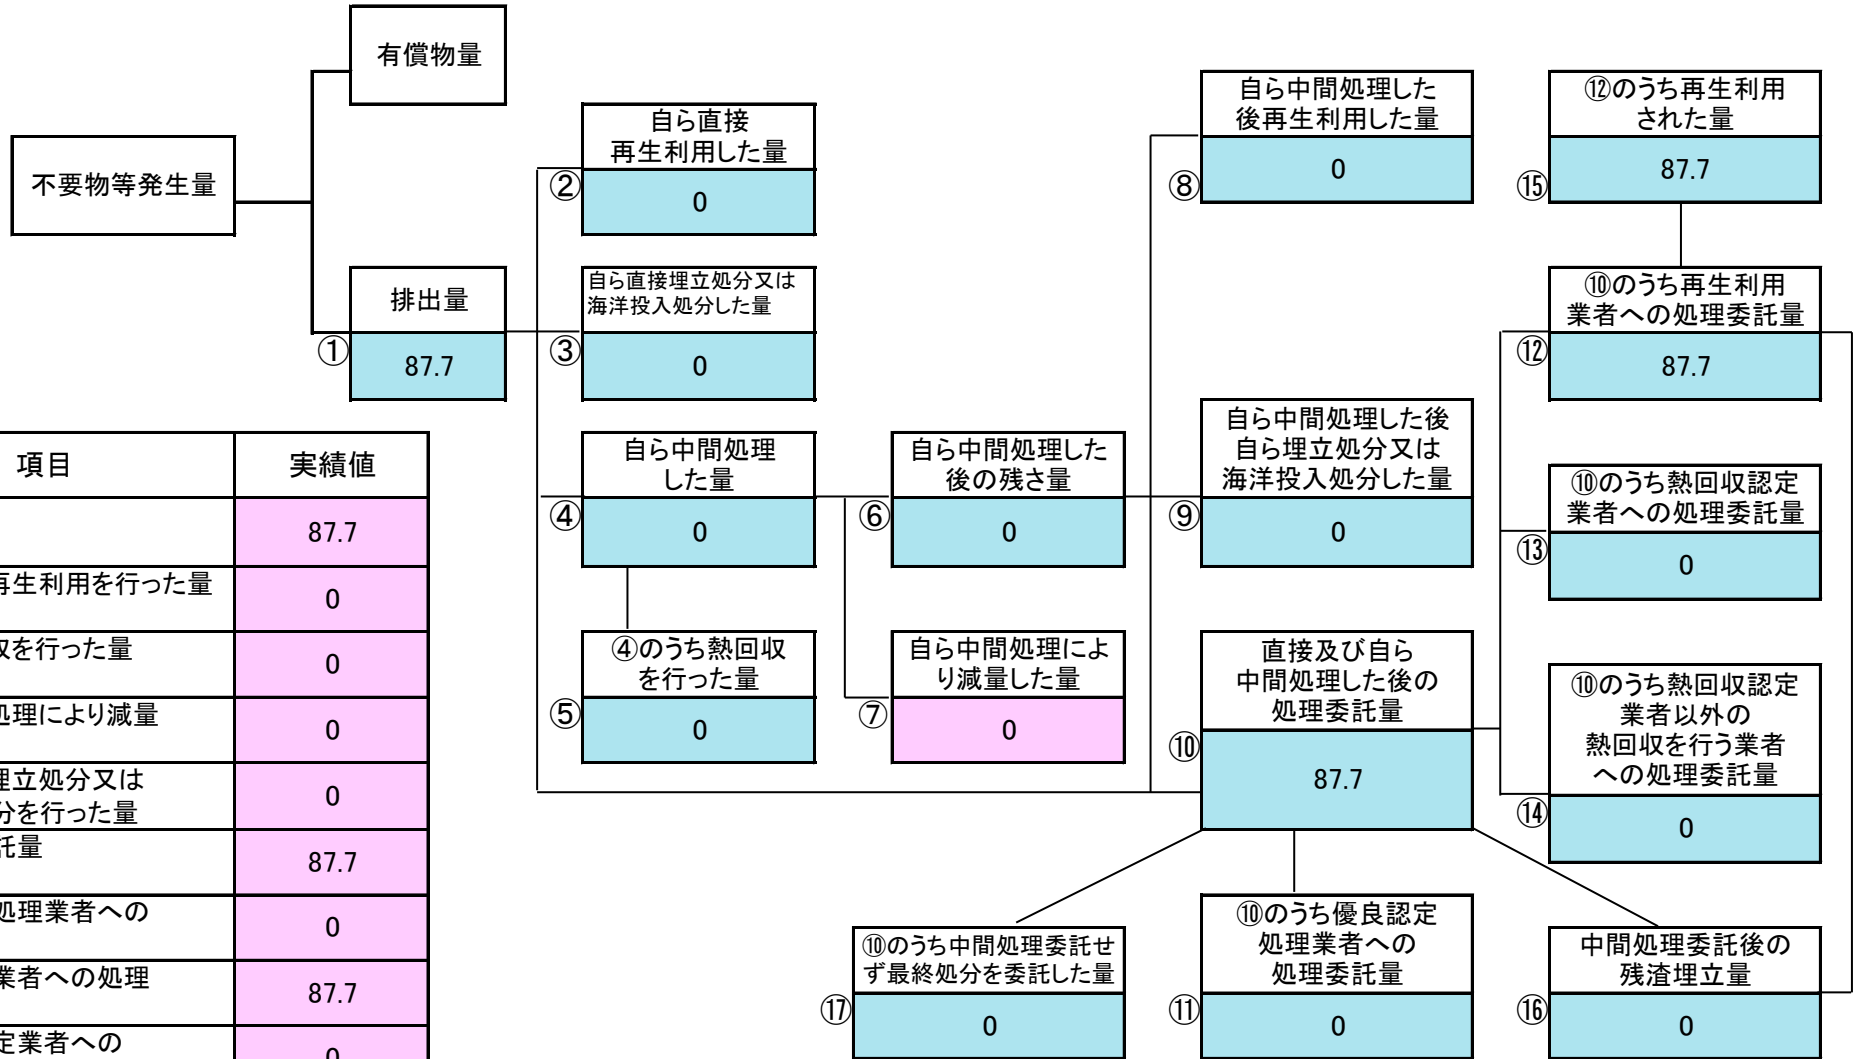 有償物量
不要物等発生量
排出量
①
87.7
自ら直接
再生利用した量
②
0
自ら直接埋立処分又は
海洋投入処分した量
③
0
自ら中間処理
した量
④
0
④のうち熱回収
を行った量
⑤
0
自ら中間処理した
後の残さ量
⑥
0
自ら中間処理によ
り減量した量
⑦
0
自ら中間処理した
後再生利用した量
⑧
0
自ら中間処理した後
自ら埋立処分又は
海洋投入処分した量
⑨
0
直接及び自ら
中間処理した後の
処理委託量
⑩
87.7
⑫のうち再生利用
された量
⑮
87.7
⑩のうち再生利用
業者への処理委託量
⑫
87.7
⑩のうち熱回収認定
業者への処理委託量
⑬
0
⑩のうち熱回収認定
業者以外の
熱回収を行う業者
への処理委託量
⑭
0
⑩のうち中間処理委託せ
ず最終処分を委託した量
⑰
0
⑩のうち優良認定
処理業者への
処理委託量
⑪
0
中間処理委託後の
残渣埋立量
⑯
0
項目 実績値
87.7
再生利用を行った量 0
を行った量 0
処理により減量 0
埋立処分又は
分を行った量 0
託量 87.7
処理業者への 0
業者への処理 87.7
定業者への 0